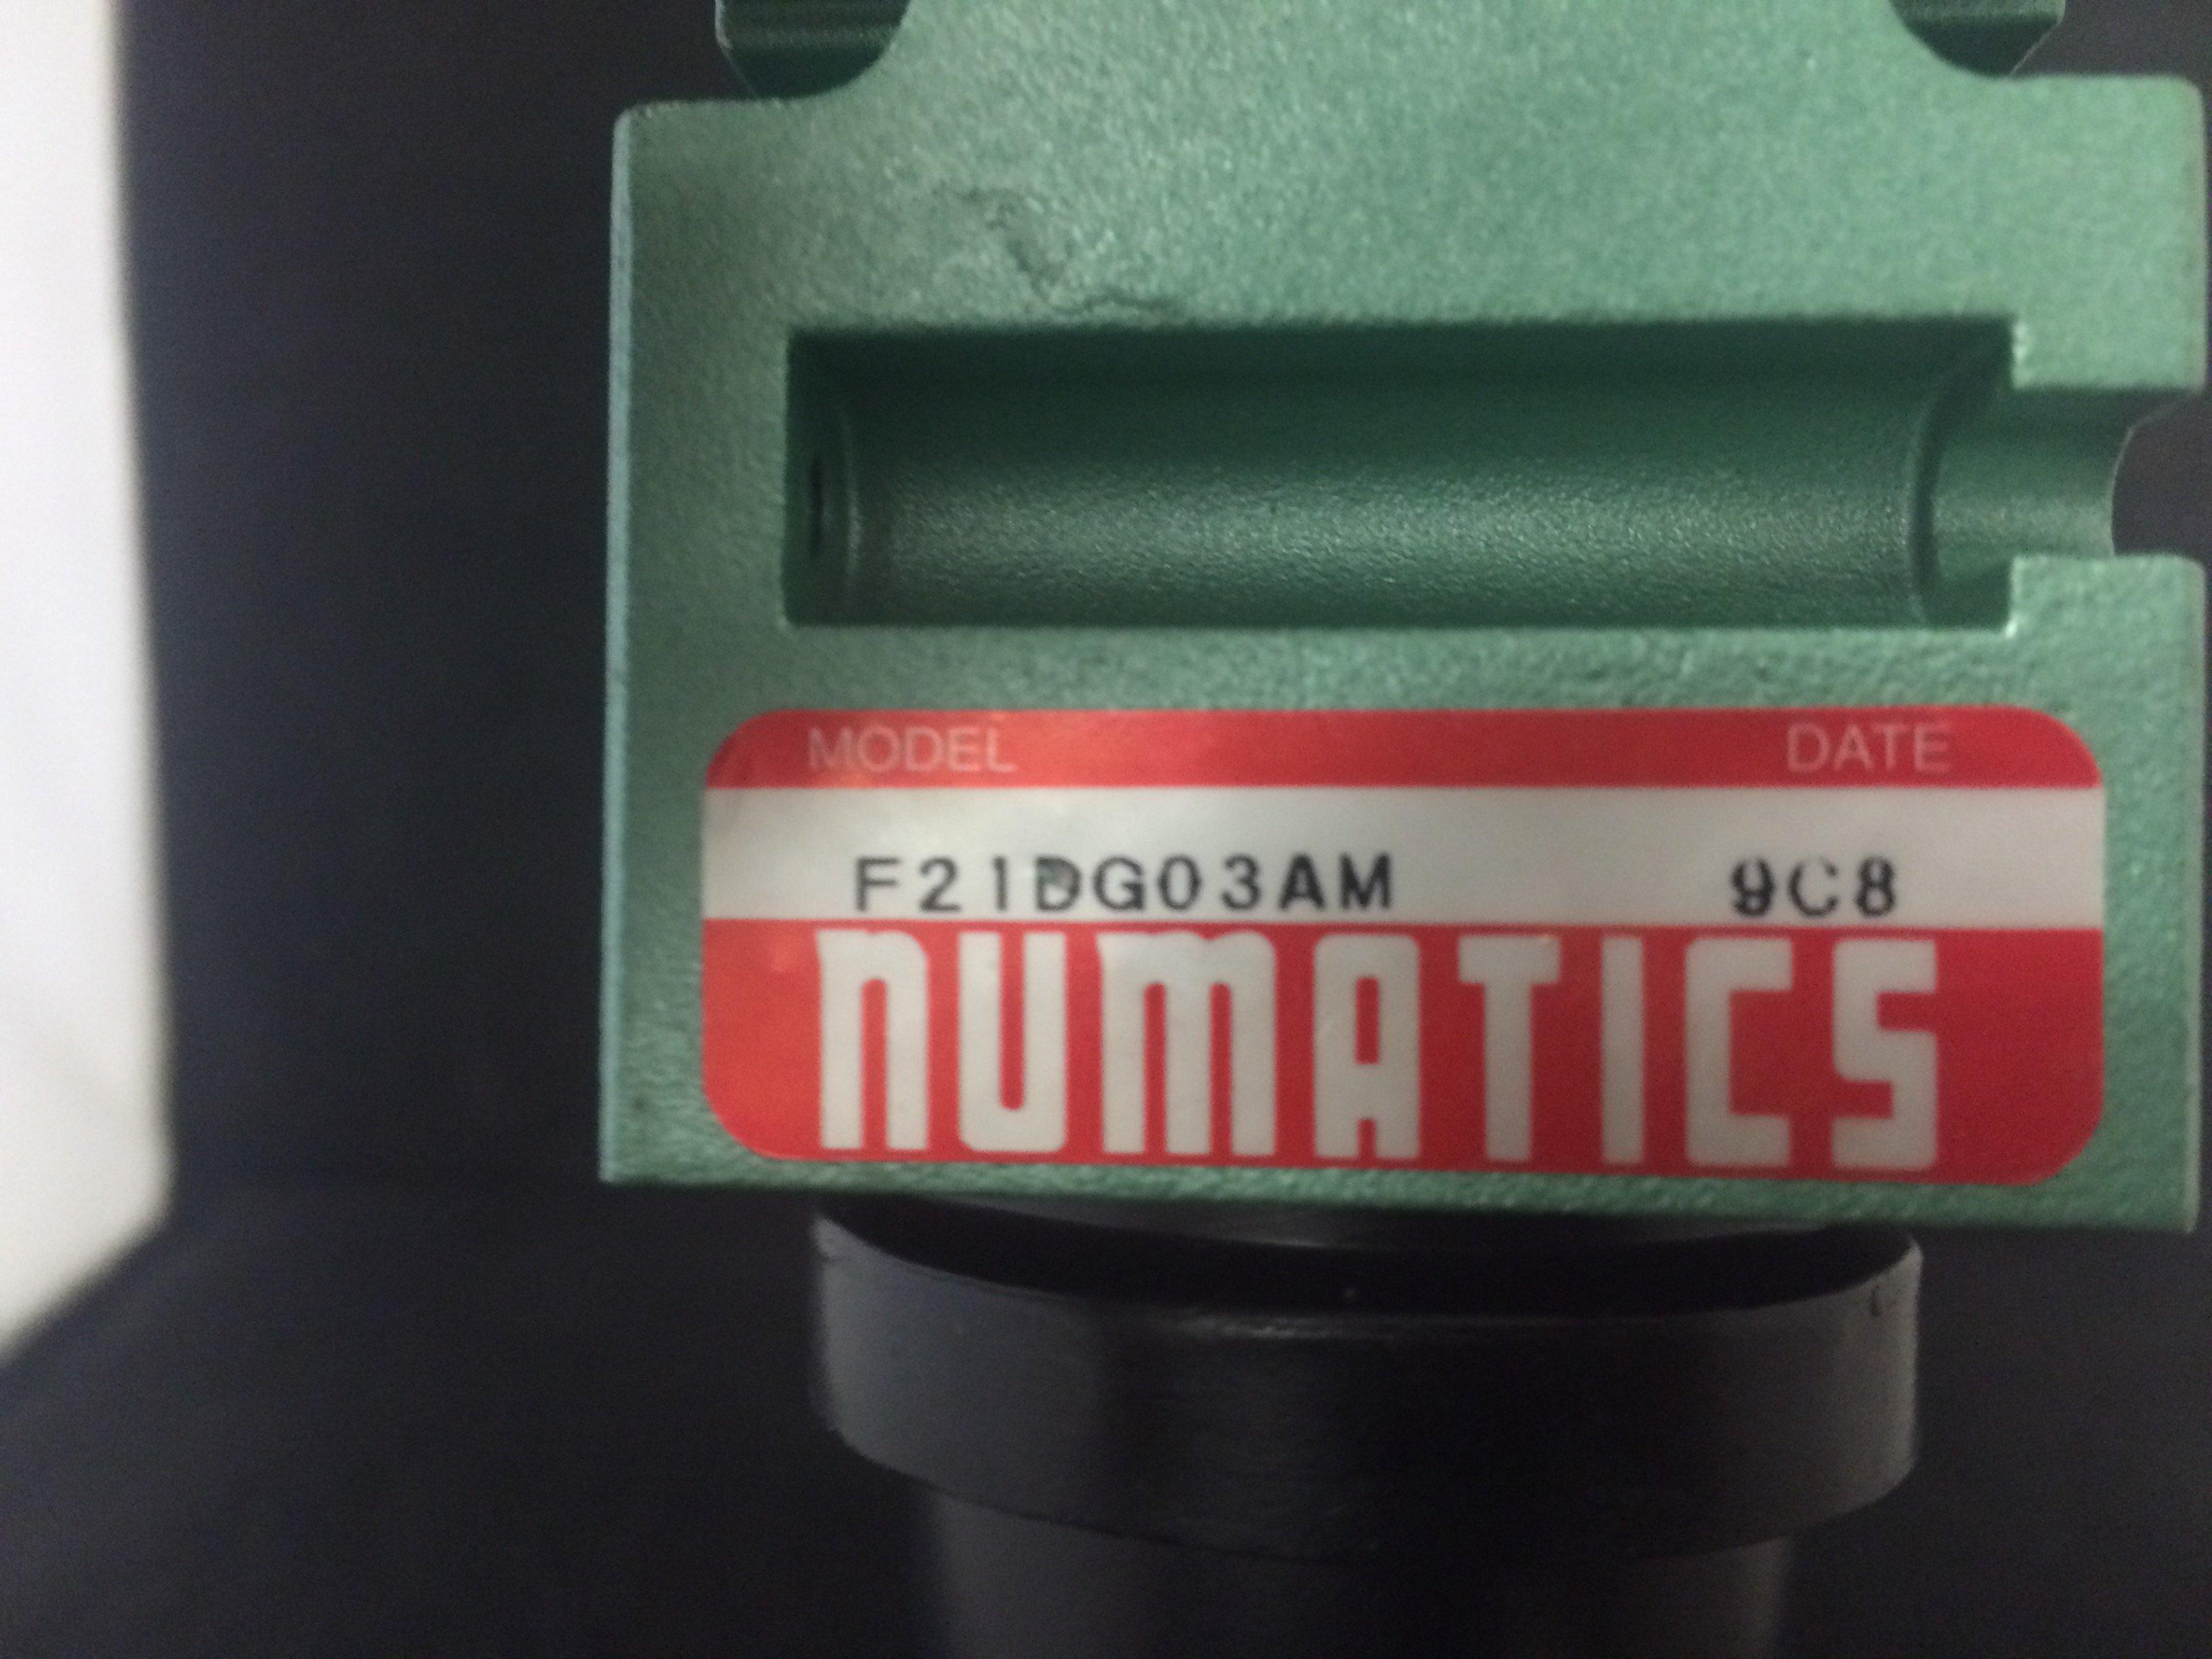 MODEL DATE
F21DG03AM 9C8
NUMATICS